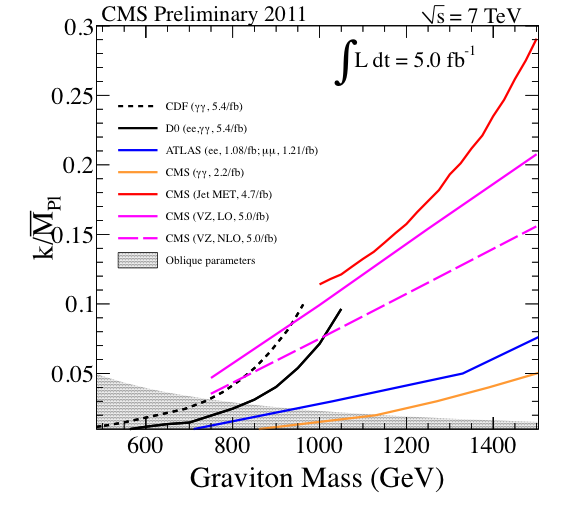 CMS Preliminary 2011
√s = 7 TeV
∫L dt = 5.0 fb⁻¹
CDF (γγ, 5.4/fb)
D0 (ee,γγ, 5.4/fb)
ATLAS (ee, 1.08/fb; μμ, 1.21/fb)
CMS (γγ, 2.2/fb)
CMS (Jet MET, 4.7/fb)
CMS (VZ, LO, 5.0/fb)
CMS (VZ, NLO, 5.0/fb)
Oblique parameters
k/M̅Pl
0.3
0.25
0.2
0.15
0.1
0.05
600 800 1000 1200 1400
Graviton Mass (GeV)